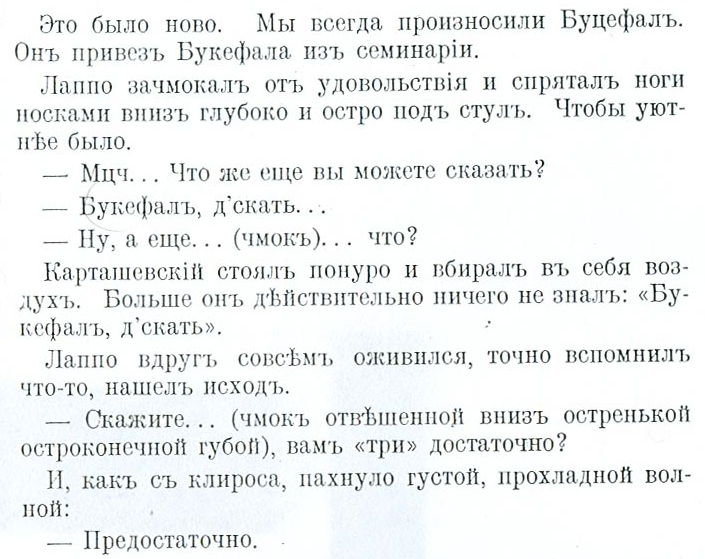 Это было ново. Мы всегда произносили Буцефалъ.
Онъ привезъ Букефала изъ семинаріи.
Лаппо зачмокалъ отъ удовольствія и спряталъ ноги
носками внизъ глубоко и остро подъ стулъ. Чтобы уют-
нѣе было.
— Мцч... Что же еще вы можете сказать?
— Букефалъ, д'скать...
— Ну, а еще... (чмокъ)... что?
Карташевскій стоялъ понуро и вбиралъ въ себя воз-
духъ. Больше онъ дѣйствительно ничего не зналъ: «Бу-
кефалъ, д'скать».
Лаппо вдругъ совсѣмъ оживился, точно вспомнилъ
что-то, нашелъ исходъ.
— Скажите... (чмок отвѣшенной внизъ остренькой
остроконечной губой), вамъ «три» достаточно?
И, какъ съ клироса, пахнуло густой, прохладной вол-
ной:
— Предостаточно.